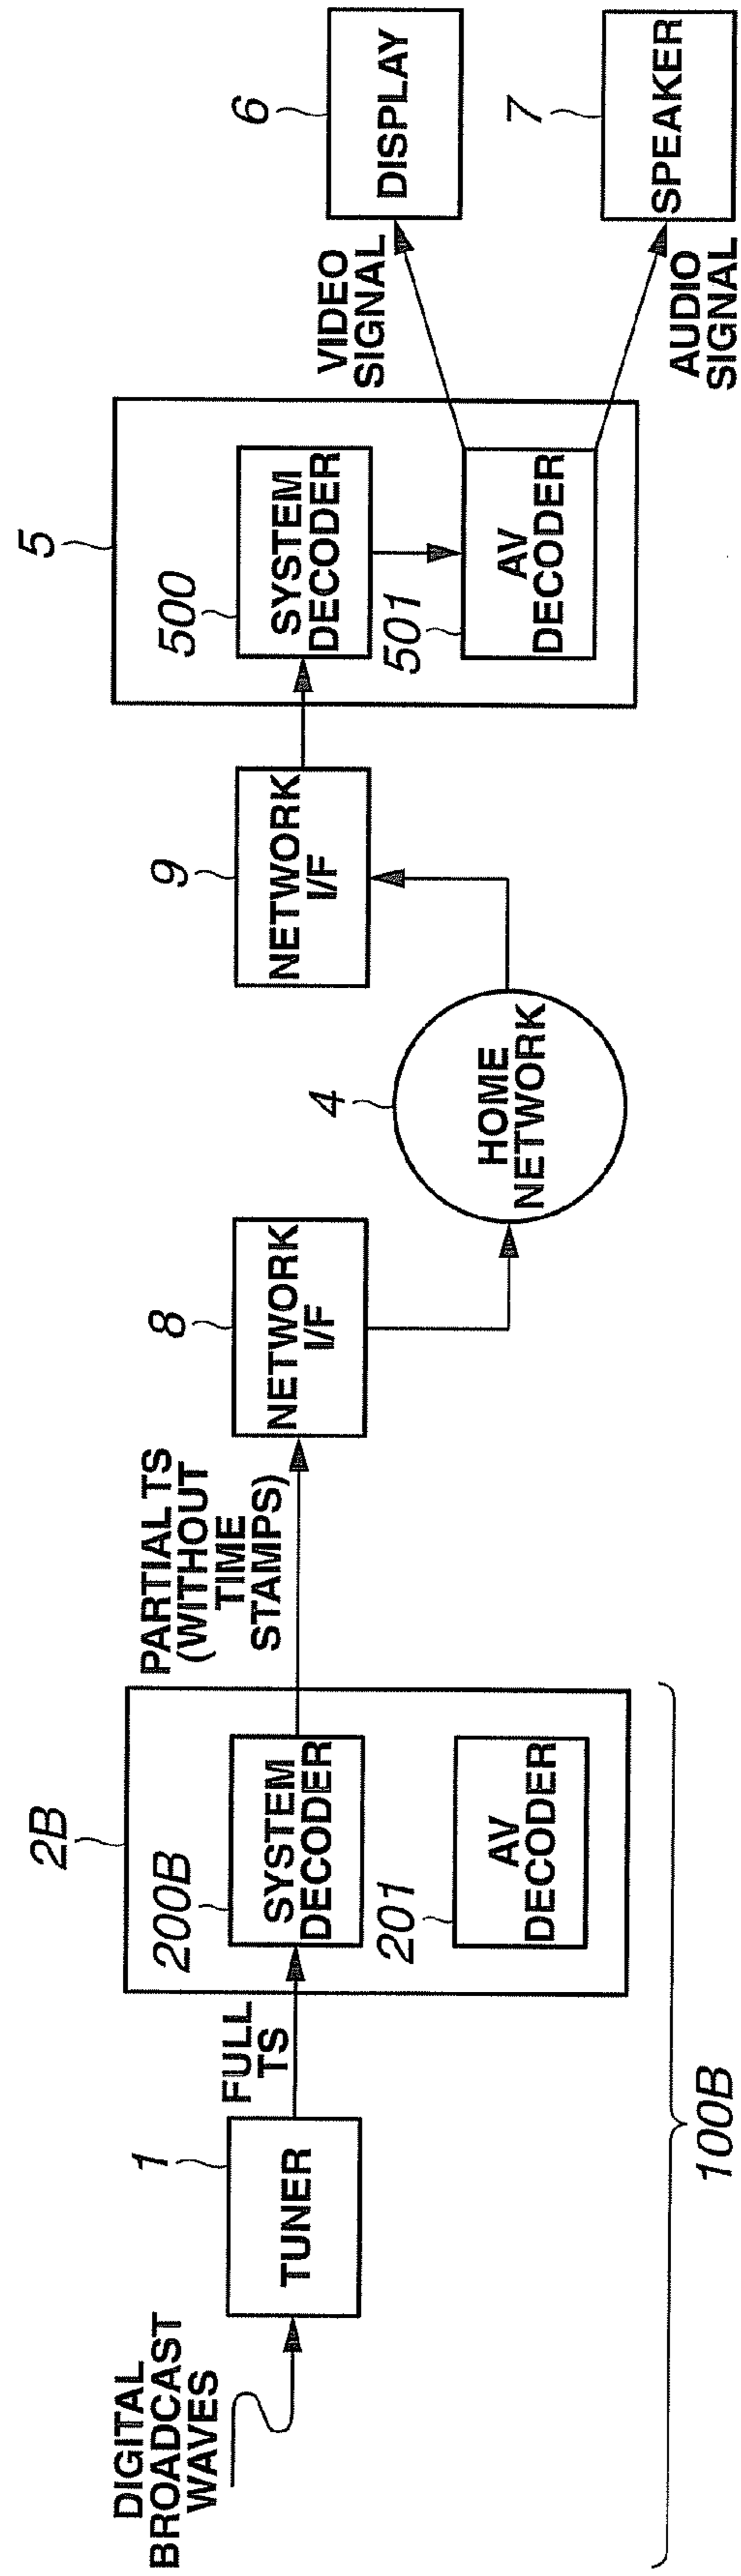 DIGITAL
BROADCAST
WAVES
1
TUNER
FULL
TS
2B
200B
SYSTEM
DECODER
201
AV
DECODER
100B
PARTIAL TS
(WITHOUT
TIME
STAMPS)
8
NETWORK
I/F
4
HOME
NETWORK
9
NETWORK
I/F
5
500
SYSTEM
DECODER
501
AV
DECODER
VIDEO
SIGNAL
AUDIO
SIGNAL
6
DISPLAY
7
SPEAKER